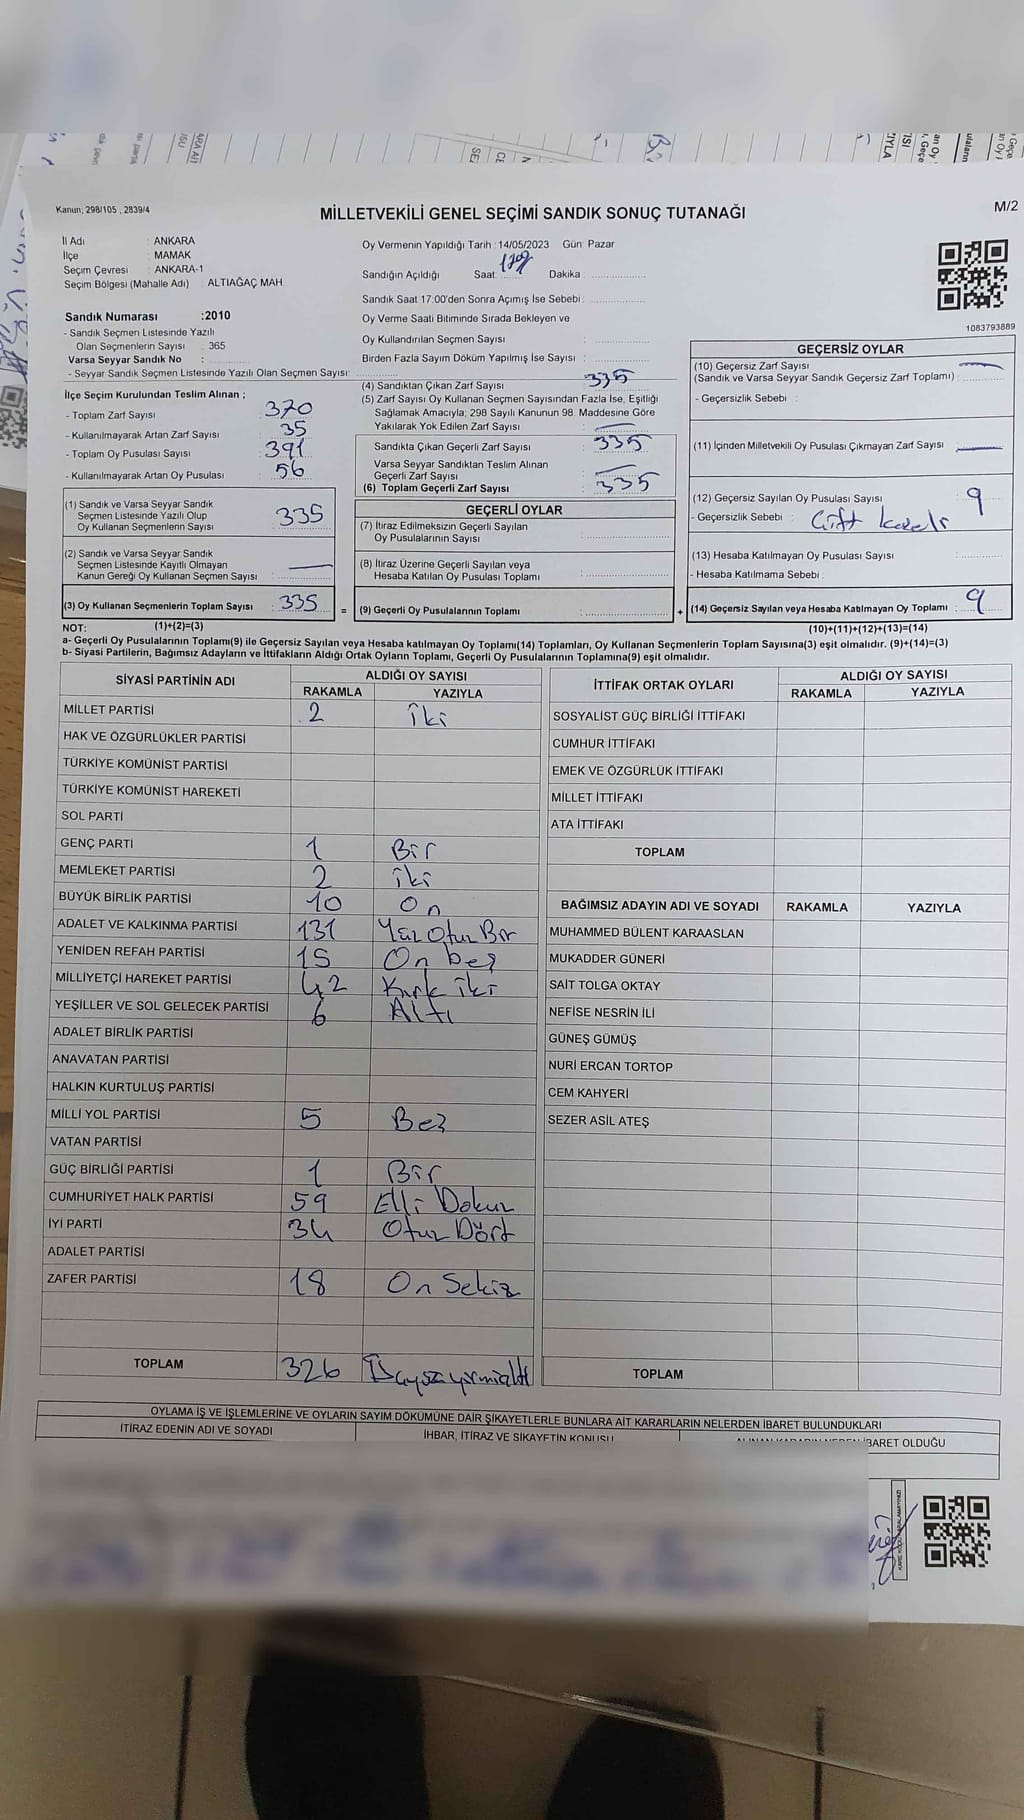 Kanun; 298/105 , 2839/4
MİLLETVEKİLİ GENEL SEÇİMİ SANDIK SONUÇ TUTANAĞI
M/2
İl Adı : ANKARA
İlçe : MAMAK
Seçim Çevresi : ANKARA-1
Seçim Bölgesi (Mahalle Adı) : ALTIAĞAÇ MAH.
Oy Vermenin Yapıldığı Tarih : 14/05/2023 Gün: Pazar
Sandığın Açıldığı Saat: Dakika :
Sandık Saat 17:00'den Sonra Açımış İse Sebebi :
Sandık Numarası :2010
- Sandık Seçmen Listesinde Yazılı
Olan Seçmenlerin Sayısı : 365
Varsa Seyyar Sandık No :
- Seyyar Sandık Seçmen Listesinde Yazılı Olan Seçmen Sayısı:
Oy Verme Saati Bitiminde Sırada Bekleyen ve
Oy Kullandırılan Seçmen Sayısı :
Birden Fazla Sayım Döküm Yapılmış İse Sayısı :
1083793889
İlçe Seçim Kurulundan Teslim Alınan ;
- Toplam Zarf Sayısı : 370
- Kullanılmayarak Artan Zarf Sayısı : 35
- Toplam Oy Pusulası Sayısı : 391
- Kullanılmayarak Artan Oy Pusulası : 56
(4) Sandıktan Çıkan Zarf Sayısı : 335
(5) Zarf Sayısı Oy Kullanan Seçmen Sayısından Fazla İse, Eşitliği
Sağlamak Amacıyla; 298 Sayılı Kanunun 98. Maddesine Göre
Yakılarak Yok Edilen Zarf Sayısı : —
Sandıkta Çıkan Geçerli Zarf Sayısı : 335
Varsa Seyyar Sandıktan Teslim Alınan
Geçerli Zarf Sayısı : —
(6) Toplam Geçerli Zarf Sayısı : 335
GEÇERSİZ OYLAR
(10) Geçersiz Zarf Sayısı —
(Sandık ve Varsa Seyyar Sandık Geçersiz Zarf Toplamı) :
- Geçersizlik Sebebi :
(11) İçinden Milletvekili Oy Pusulası Çıkmayan Zarf Sayısı : —
(12) Geçersiz Sayılan Oy Pusulası Sayısı : 9
- Geçersizlik Sebebi : Çift
(13) Hesaba Katılmayan Oy Pusulası Sayısı :
- Hesaba Katılmama Sebebi :
(14) Geçersiz Sayılan veya Hesaba Katılmayan Oy Toplamı : 9
(10)+(11)+(12)+(13)=(14)
(1) Sandık ve Varsa Seyyar Sandık
Seçmen Listesinde Yazılı Olup
Oy Kullanan Seçmenlerin Sayısı : 335
(2) Sandık ve Varsa Seyyar Sandık
Seçmen Listesinde Kayıtlı Olmayan
Kanun Gereği Oy Kullanan Seçmen Sayısı : —
(3) Oy Kullanan Seçmenlerin Toplam Sayısı : 335 =
(1)+(2)=(3)
GEÇERLİ OYLAR
(7) İtiraz Edilmeksizin Geçerli Sayılan
Oy Pusulalarının Sayısı :
(8) İtiraz Üzerine Geçerli Sayılan veya
Hesaba Katılan Oy Pusulası Toplamı :
(9) Geçerli Oy Pusulalarının Toplamı : +
NOT:
a- Geçerli Oy Pusulalarının Toplamı(9) ile Geçersiz Sayılan veya Hesaba katılmayan Oy Toplamı(14) Toplamları, Oy Kullanan Seçmenlerin Toplam Sayısına(3) eşit olmalıdır. (9)+(14)=(3)
b- Siyasi Partilerin, Bağımsız Adayların ve İttifakların Aldığı Ortak Oyların Toplamı, Geçerli Oy Pusulalarının Toplamına(9) eşit olmalıdır.
SİYASİ PARTİNİN ADI ALDIĞI OY SAYISI
RAKAMLA YAZIYLA
MİLLET PARTİSİ 2 iki
HAK VE ÖZGÜRLÜKLER PARTİSİ
TÜRKİYE KOMÜNİST PARTİSİ
TÜRKİYE KOMÜNİST HAREKETİ
SOL PARTİ
GENÇ PARTİ 1 Bir
MEMLEKET PARTİSİ 2 iki
BÜYÜK BİRLİK PARTİSİ 10 On
ADALET VE KALKINMA PARTİSİ 131 Yüz Otuz Bir
YENİDEN REFAH PARTİSİ 15 On beş
MİLLİYETÇİ HAREKET PARTİSİ 42 Kırk iki
YEŞİLLER VE SOL GELECEK PARTİSİ 6 Altı
ADALET BİRLİK PARTİSİ
ANAVATAN PARTİSİ
HALKIN KURTULUŞ PARTİSİ
MİLLİ YOL PARTİSİ 5 Beş
VATAN PARTİSİ
GÜÇ BİRLİĞİ PARTİSİ 1 Bir
CUMHURİYET HALK PARTİSİ 59 Elli Dokuz
İYİ PARTİ 34 Otuz Dört
ADALET PARTİSİ
ZAFER PARTİSİ 18 On Sekiz
TOPLAM 326 Üçyüzyirmialtı
İTTİFAK ORTAK OYLARI ALDIĞI OY SAYISI
RAKAMLA YAZIYLA
SOSYALİST GÜÇ BİRLİĞİ İTTİFAKI
CUMHUR İTTİFAKI
EMEK VE ÖZGÜRLÜK İTTİFAKI
MİLLET İTTİFAKI
ATA İTTİFAKI
TOPLAM
BAĞIMSIZ ADAYIN ADI VE SOYADI RAKAMLA YAZIYLA
MUHAMMED BÜLENT KARAASLAN
MUKADDER GÜNERİ
SAİT TOLGA OKTAY
NEFİSE NESRİN İLİ
GÜNEŞ GÜMÜŞ
NURİ ERCAN TORTOP
CEM KAHYERİ
SEZER ASİL ATEŞ
TOPLAM
OYLAMA İŞ VE İŞLEMLERİNE VE OYLARIN SAYIM DÖKÜMÜNE DAİR ŞİKAYETLERLE BUNLARA AİT KARARLARIN NELERDEN İBARET BULUNDUKLARI
İTİRAZ EDENİN ADI VE SOYADI İHBAR, İTİRAZ VE ŞİKAYETİN KONUSU ALINAN KARARIN NEDEN İBARET OLDUĞU